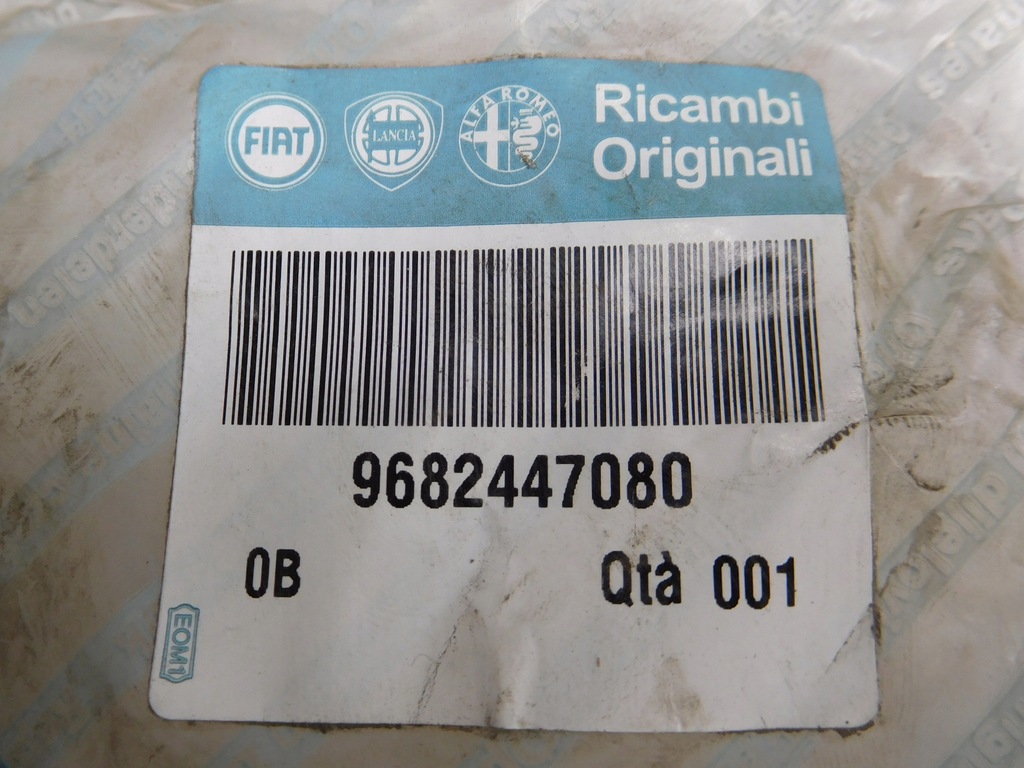 FIAT
LANCIA
ALFA ROMEO
Ricambi
Originali
9682447080
0B
Qtà 001
EOM1